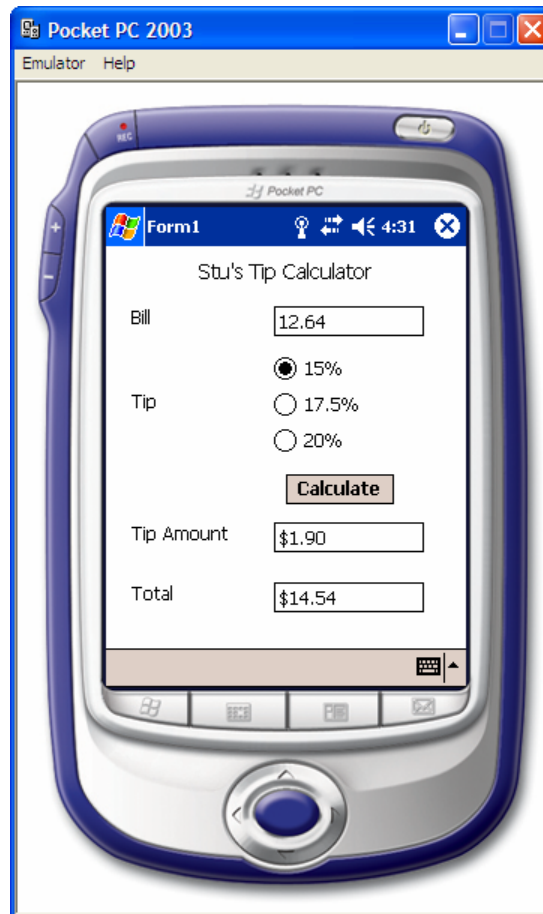 Pocket PC 2003
Emulator Help
REC
Pocket PC
Form1 4:31
Stu's Tip Calculator
Bill 12.64
15%
Tip 17.5%
20%
Calculate
Tip Amount $1.90
Total $14.54